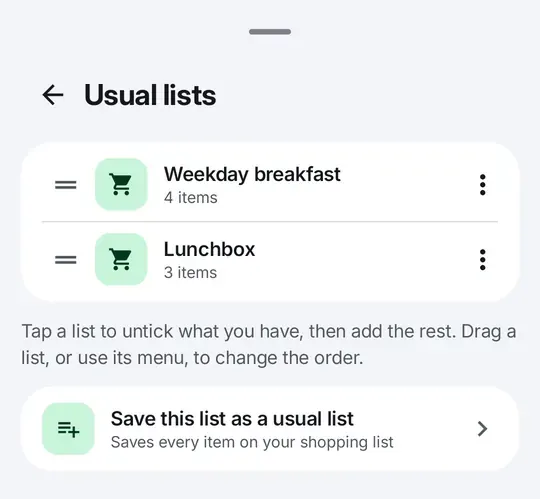 Usual lists
Weekday breakfast
4 items
Lunchbox
3 items
Tap a list to untick what you have, then add the rest. Drag a
list, or use its menu, to change the order.
Save this list as a usual list
Saves every item on your shopping list